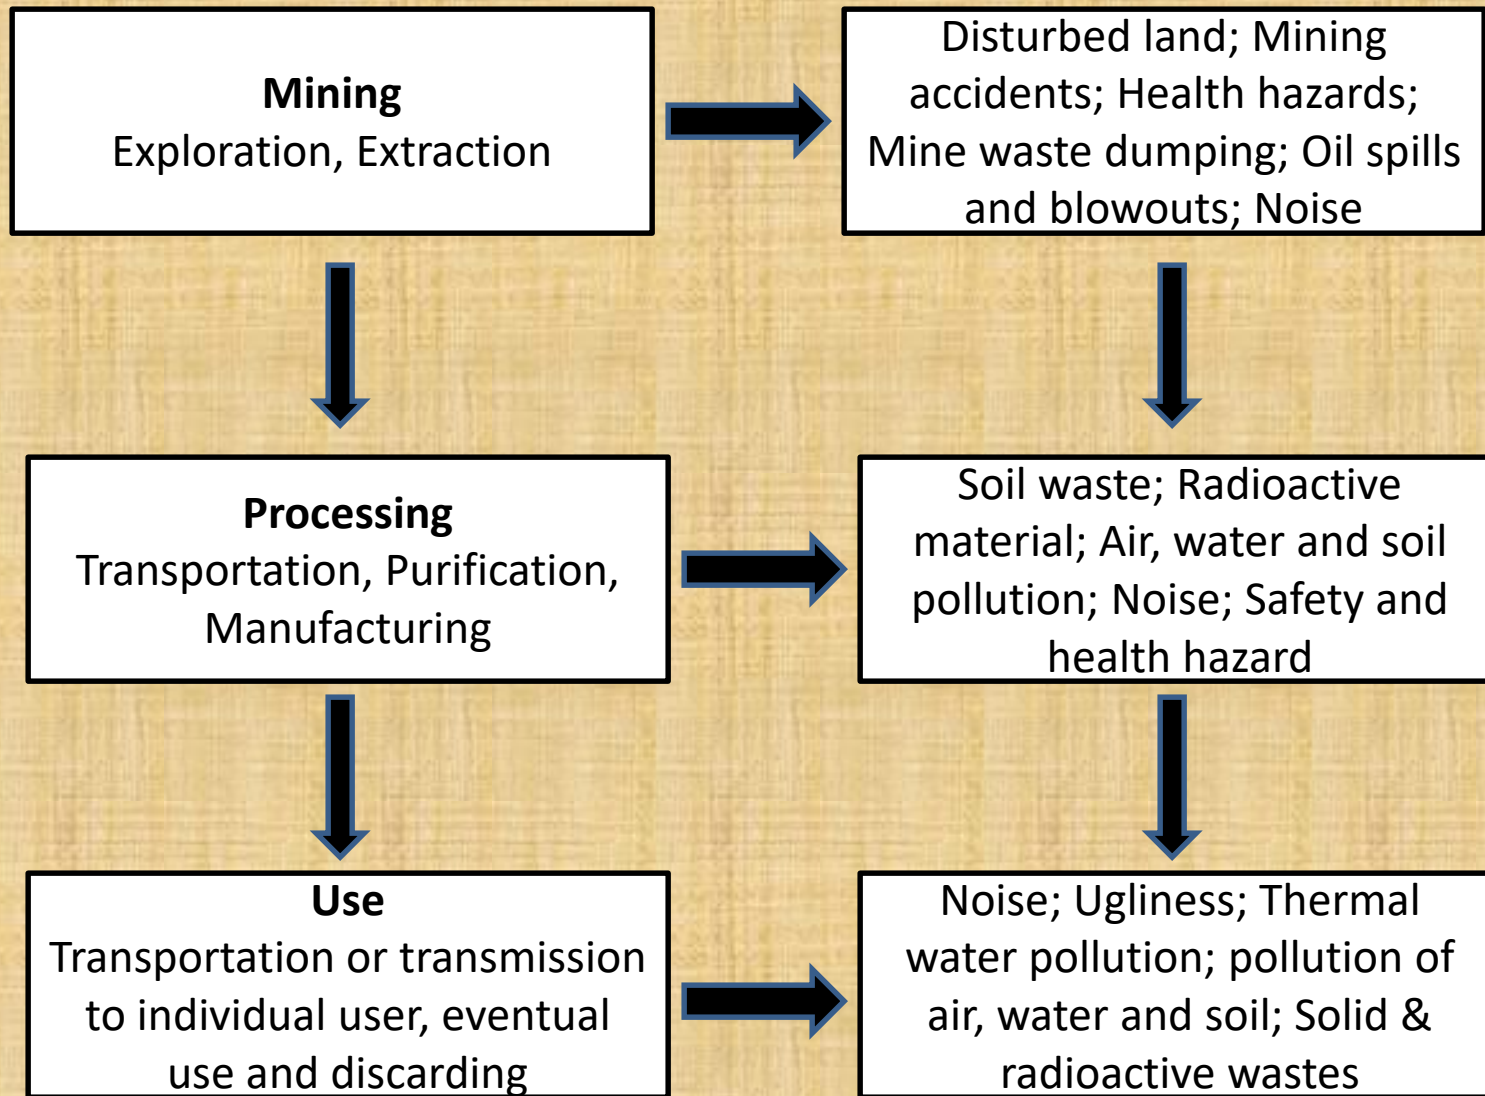 Mining
Exploration, Extraction
Disturbed land; Mining
accidents; Health hazards;
Mine waste dumping; Oil spills
and blowouts; Noise
Processing
Transportation, Purification,
Manufacturing
Soil waste; Radioactive
material; Air, water and soil
pollution; Noise; Safety and
health hazard
Use
Transportation or transmission
to individual user, eventual
use and discarding
Noise; Ugliness; Thermal
water pollution; pollution of
air, water and soil; Solid &
radioactive wastes